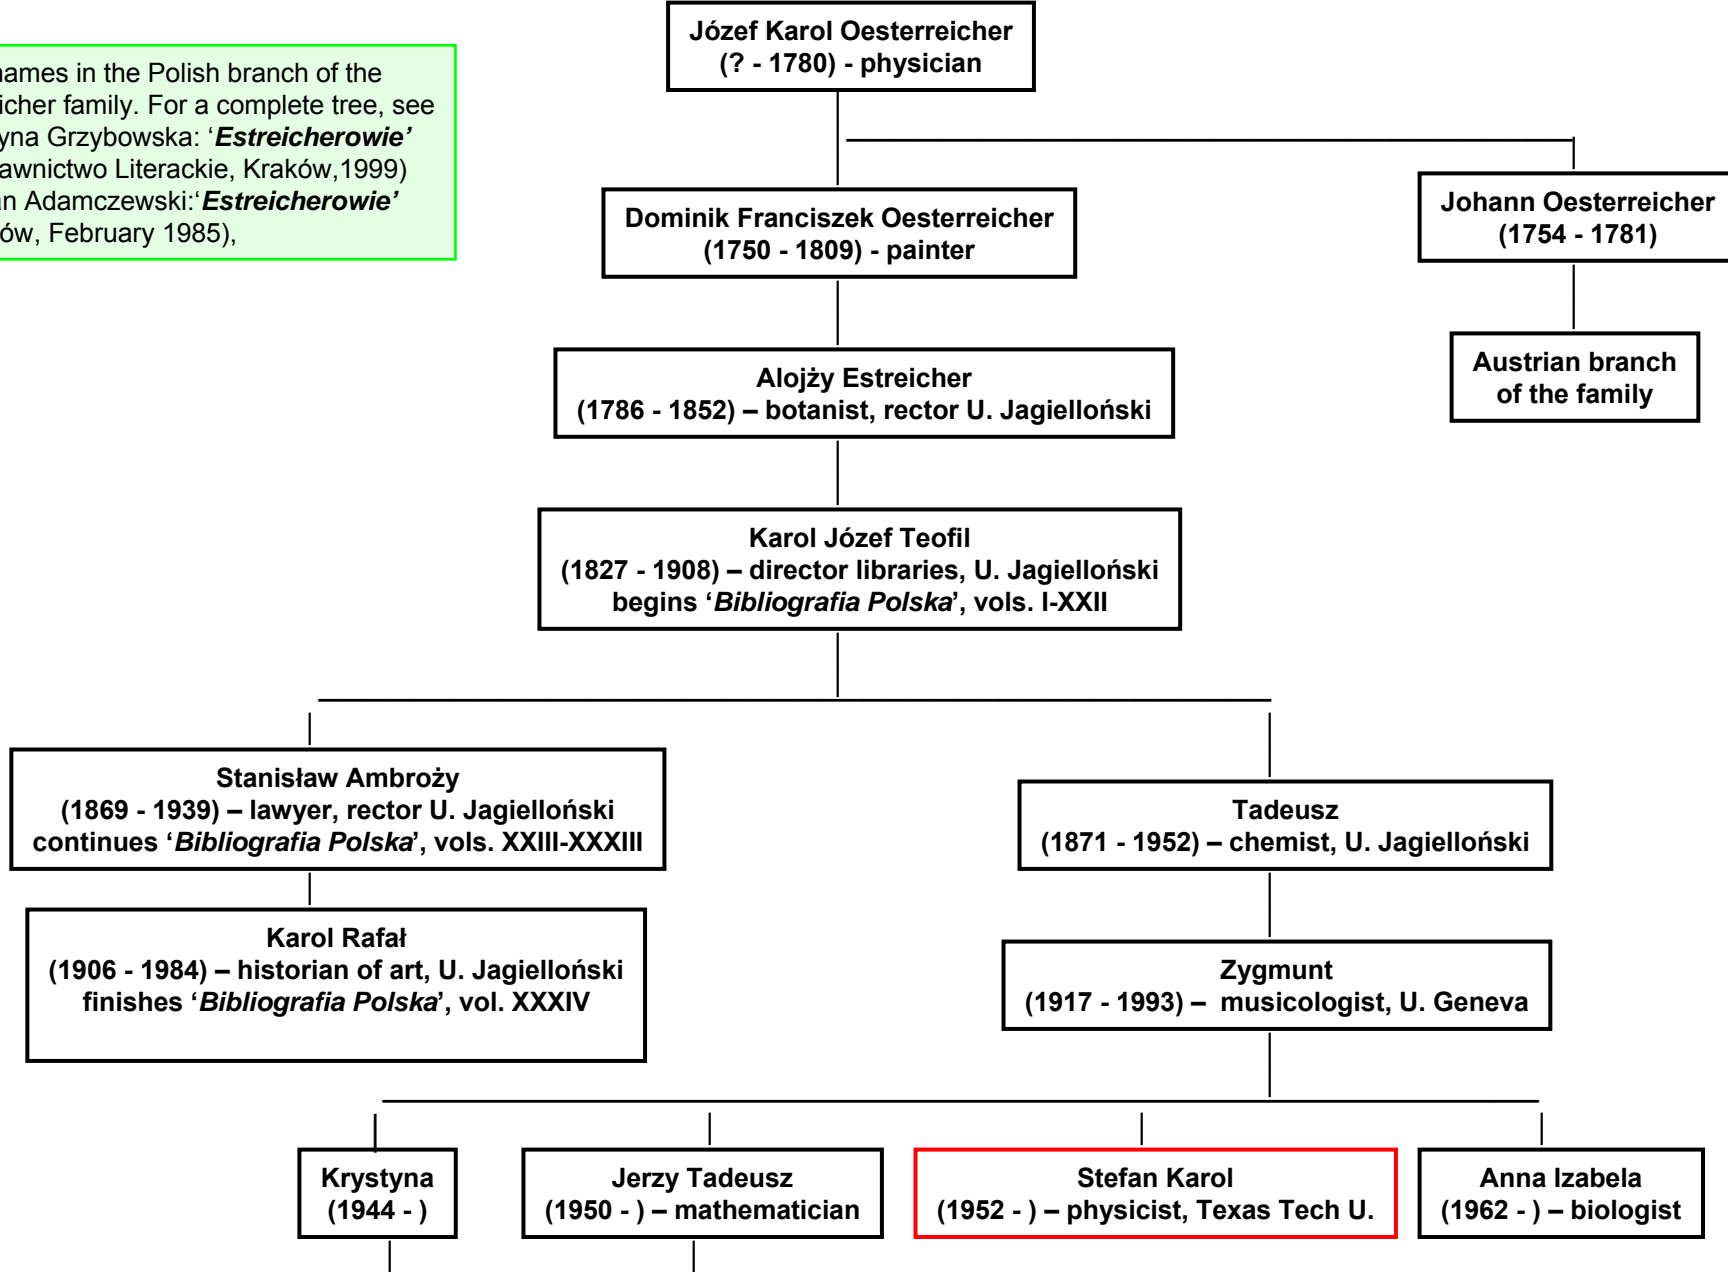 Józef Karol Oesterreicher
(? - 1780) - physician
names in the Polish branch of the
icher family. For a complete tree, see
yna Grzybowska: ‘Estreicherowie’
awnictwo Literackie, Kraków,1999)
an Adamczewski:‘Estreicherowie’
ów, February 1985),
Dominik Franciszek Oesterreicher
(1750 - 1809) - painter
Johann Oesterreicher
(1754 - 1781)
Austrian branch
of the family
Alojży Estreicher
(1786 - 1852) – botanist, rector U. Jagielloński
Karol Józef Teofil
(1827 - 1908) – director libraries, U. Jagielloński
begins ‘Bibliografia Polska’, vols. I-XXII
Stanisław Ambroży
(1869 - 1939) – lawyer, rector U. Jagielloński
continues ‘Bibliografia Polska’, vols. XXIII-XXXIII
Tadeusz
(1871 - 1952) – chemist, U. Jagielloński
Karol Rafał
(1906 - 1984) – historian of art, U. Jagielloński
finishes ‘Bibliografia Polska’, vol. XXXIV
Zygmunt
(1917 - 1993) – musicologist, U. Geneva
Krystyna
(1944 - )
Jerzy Tadeusz
(1950 - ) – mathematician
Stefan Karol
(1952 - ) – physicist, Texas Tech U.
Anna Izabela
(1962 - ) – biologist